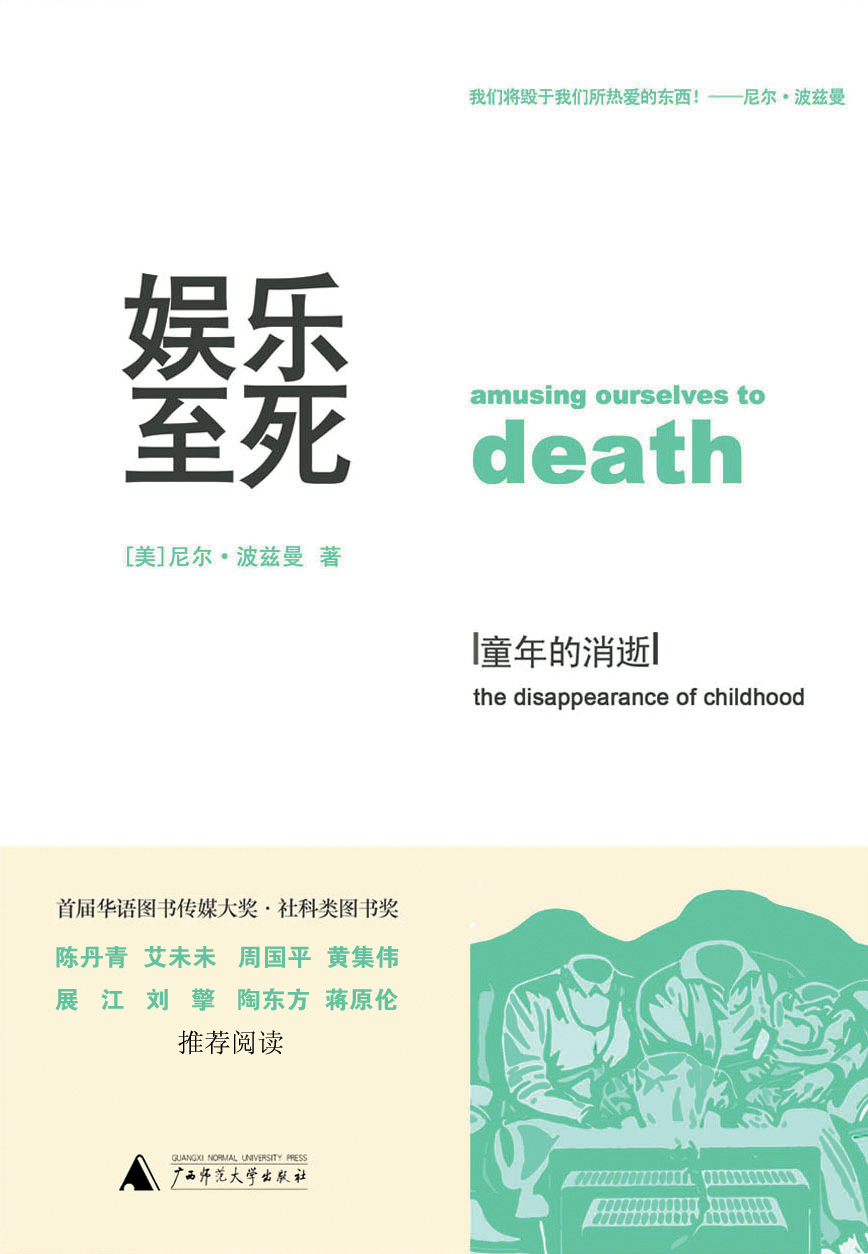 我们将毁于我们所热爱的东西！——尼尔·波兹曼
娱乐
至死
amusing ourselves to
death
[美]尼尔·波兹曼 著
童年的消逝
the disappearance of childhood
首届华语图书传媒大奖·社科类图书奖
陈丹青 艾未未 周国平 黄集伟
展 江 刘 擎 陶东方 蒋原伦
推荐阅读
GUANGXI NORMAL UNIVERSITY PRESS
广西师范大学出版社